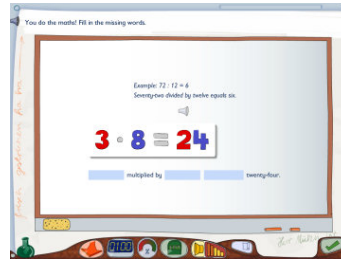 You do the maths! Fill in the missing words.
Example: 72 : 12 = 6
Seventy-two divided by twelve equals six.
3 · 8 = 24
multiplied by twenty-four.